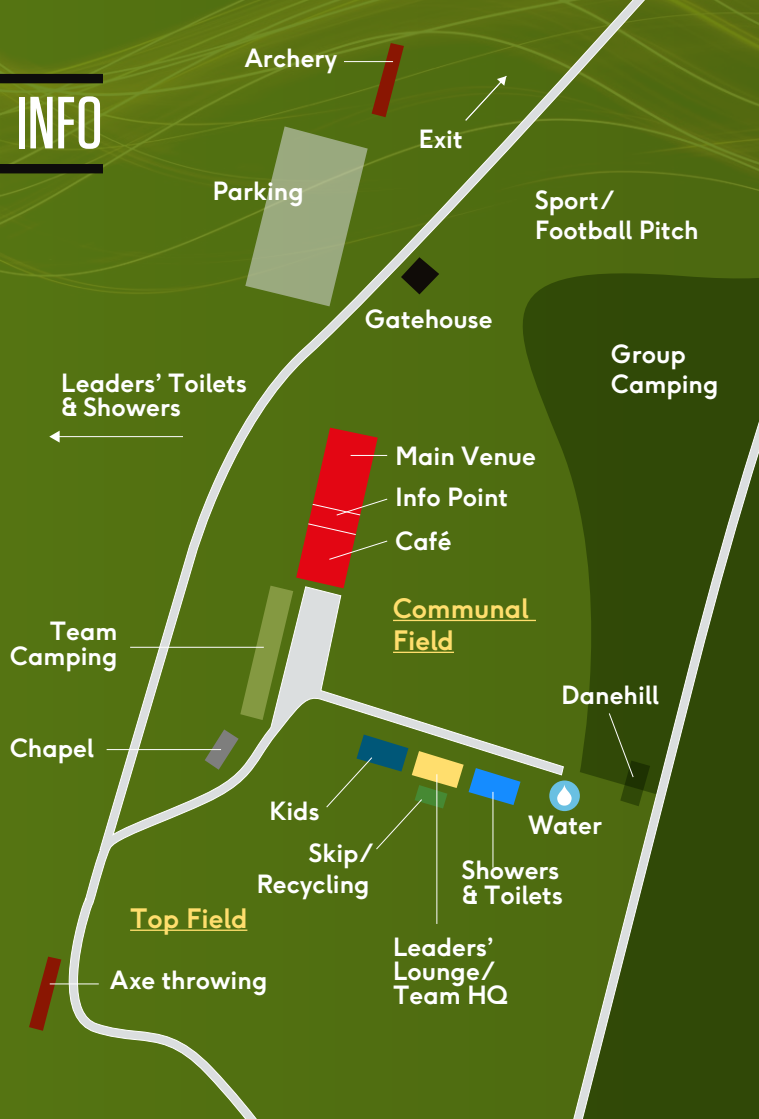 Archery
INFO
Exit
Parking
Sport/
Football Pitch
Gatehouse
Group
Camping
Leaders’ Toilets
& Showers
Main Venue
Info Point
Café
Communal
Field
Team
Camping
Danehill
Chapel
Kids
Water
Skip/
Recycling
Showers
& Toilets
Top Field
Leaders’
Lounge/
Team HQ
Axe throwing